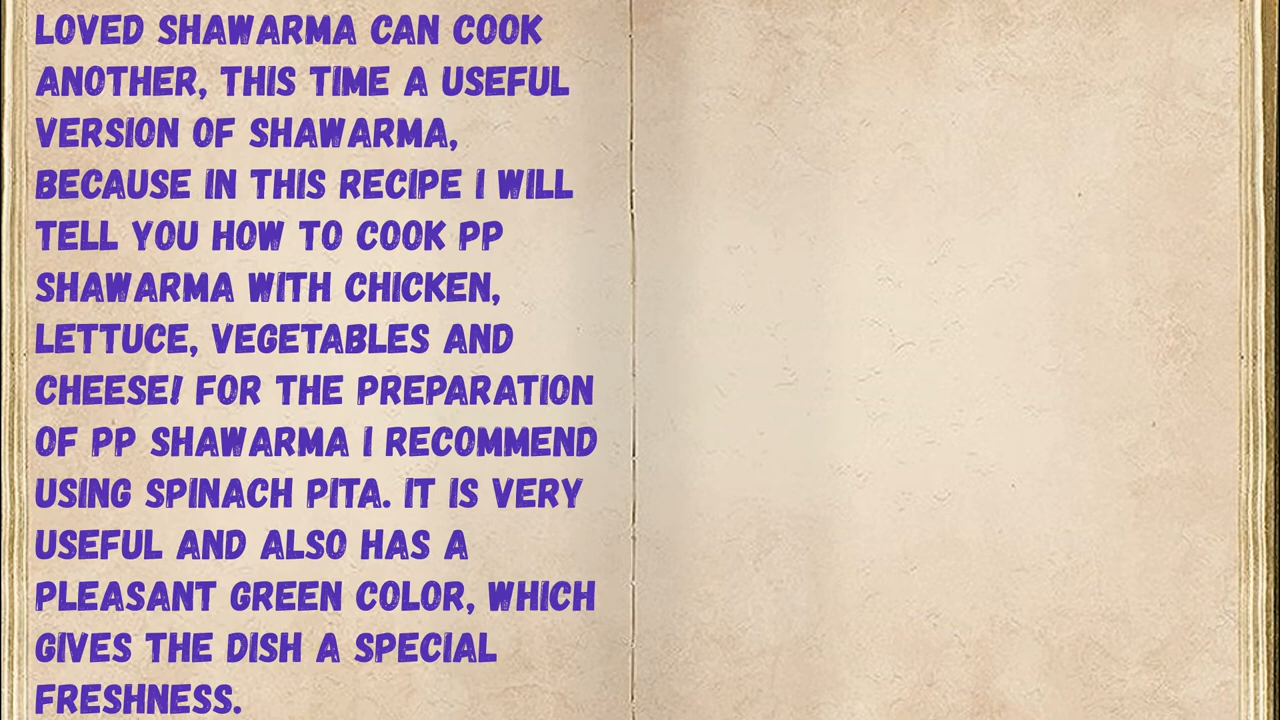 LOVED SHAWARMA CAN COOK
ANOTHER, THIS TIME A USEFUL
VERSION OF SHAWARMA,
BECAUSE IN THIS RECIPE I WILL
TELL YOU HOW TO COOK PP
SHAWARMA WITH CHICKEN,
LETTUCE, VEGETABLES AND
CHEESE! FOR THE PREPARATION
OF PP SHAWARMA I RECOMMEND
USING SPINACH PITA. IT IS VERY
USEFUL AND ALSO HAS A
PLEASANT GREEN COLOR, WHICH
GIVES THE DISH A SPECIAL
FRESHNESS.